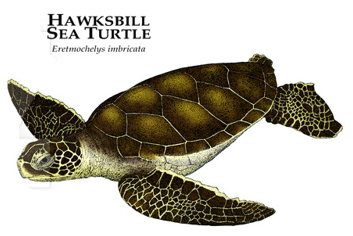 HAWKSBILL
SEA TURTLE
Eretmochelys imbricata